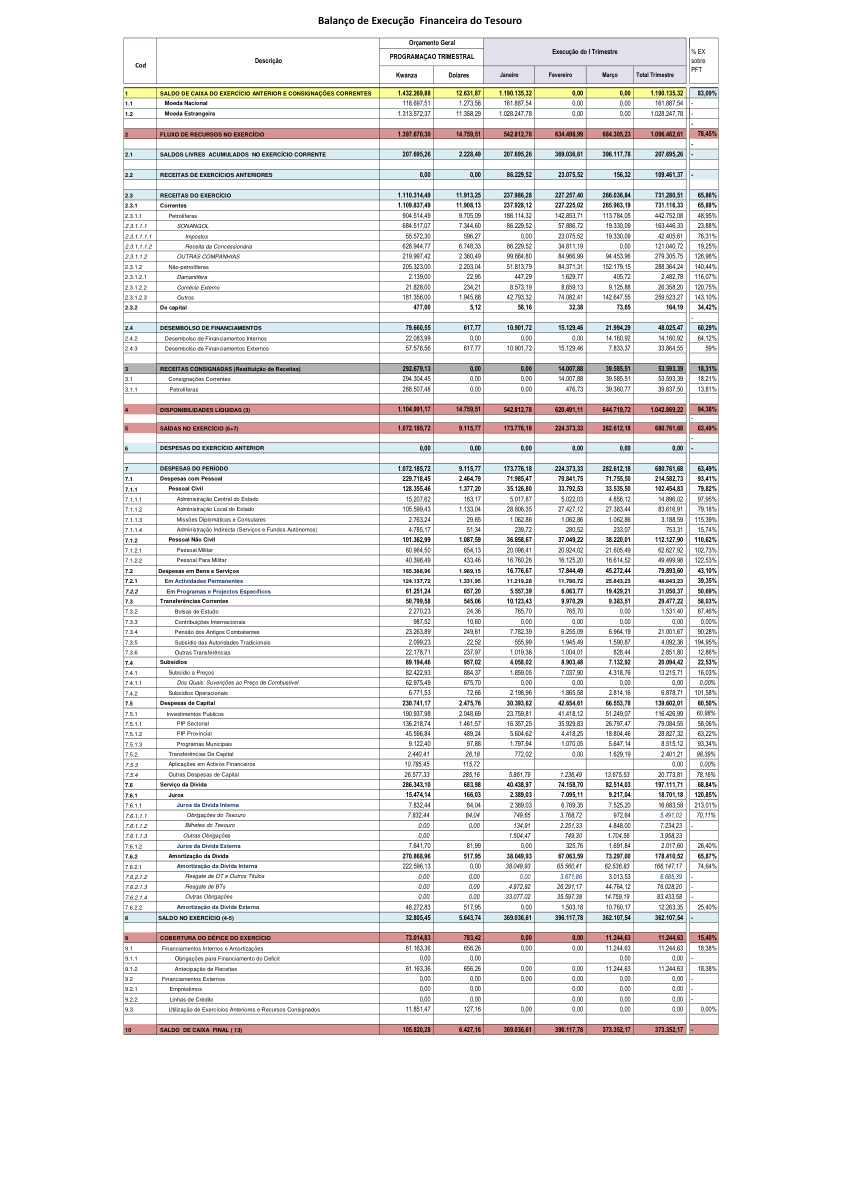 Balanço de Execução Financeira do Tesouro
Cod Descrição Orçamento Geral Execução do I Trimestre % EX sobre PFT
PROGRAMAÇAO TRIMESTRAL
Kwanza Dolares Janeiro Fevereiro Março Total Trimestre
1 SALDO DE CAIXA DO EXERCÍCIO ANTERIOR E CONSIGNAÇÕES CORRENTES 1.432.269,88 12.631,87 1.190.135,32 0,00 0,00 1.190.135,32 83,09%
1.1 Moeda Nacional 118.697,51 1.273,58 161.887,54 0,00 0,00 161.887,54 -
1.2 Moeda Estrangeira 1.313.572,37 11.358,29 1.028.247,78 0,00 0,00 1.028.247,78 -
-
2 FLUXO DE RECURSOS NO EXERCÍCIO 1.397.670,30 14.759,51 542.812,78 634.498,99 684.305,23 1.096.462,61 78,45%
-
2.1 SALDOS LIVRES ACUMULADOS NO EXERCÍCIO CORRENTE 207.695,26 2.228,49 207.695,26 369.036,61 396.117,78 207.695,26 -
2.2 RECEITAS DE EXERCÍCIOS ANTERIORES 0,00 0,00 86.229,52 23.075,52 156,32 109.461,37 -
2.3 RECEITAS DO EXERCÍCIO 1.110.314,49 11.913,25 237.986,28 227.257,40 266.036,84 731.280,51 65,86%
2.3.1 Correntes 1.109.837,49 11.908,13 237.928,12 227.225,02 265.963,19 731.116,33 65,88%
2.3.1.1 Petrolíferas 904.514,49 9.705,09 186.114,32 142.853,71 113.784,05 442.752,08 48,95%
2.3.1.1.1 SONANGOL 684.517,07 7.344,60 86.229,52 57.886,72 19.330,09 163.446,33 23,88%
2.3.1.1.1.1 Impostos 55.572,30 596,27 0,00 23.075,52 19.330,09 42.405,61 76,31%
2.3.1.1.1.2 Receita da Concessionária 628.944,77 6.748,33 86.229,52 34.811,19 0,00 121.040,72 19,25%
2.3.1.1.2 OUTRAS COMPANHIAS 219.997,42 2.360,49 99.884,80 84.966,99 94.453,96 279.305,75 126,96%
2.3.1.2 Não-petrolíferas 205.323,00 2.203,04 51.813,79 84.371,31 152.179,15 288.364,24 140,44%
2.3.1.2.1 Diamantífera 2.139,00 22,95 447,29 1.629,77 405,72 2.482,78 116,07%
2.3.1.2.2 Comércio Externo 21.828,00 234,21 8.573,19 8.659,13 9.125,88 26.358,20 120,75%
2.3.1.2.3 Outros 181.356,00 1.945,88 42.793,32 74.082,41 142.647,55 259.523,27 143,10%
2.3.2 De capital 477,00 5,12 58,16 32,38 73,65 164,19 34,42%
-
2.4 DESEMBOLSO DE FINANCIAMENTOS 79.660,55 617,77 10.901,72 15.129,46 21.994,29 48.025,47 60,29%
2.4.2 Desembolso de Financiamentos Internos 22.083,99 0,00 0,00 0,00 14.160,92 14.160,92 64,12%
2.4.3 Desembolso de Financiamentos Externos 57.576,56 617,77 10.901,72 15.129,46 7.833,37 33.864,55 59%
3 RECEITAS CONSIGNADAS (Restituição de Receitas) 292.679,13 0,00 0,00 14.007,88 39.585,51 53.593,39 18,31%
3.1 Consignações Correntes 294.304,45 0,00 0,00 14.007,88 39.585,51 53.593,39 18,21%
3.1.1 Petrolíferas 288.507,48 0,00 0,00 476,73 39.360,77 39.837,50 13,81%
4 DISPONIBILIDADES LÍQUIDAS (3) 1.104.991,17 14.759,51 542.812,78 620.491,11 644.719,72 1.042.869,22 94,38%
-
5 SAÍDAS NO EXERCÍCIO (6+7) 1.072.185,72 9.115,77 173.776,18 224.373,33 282.612,18 680.761,68 63,49%
-
6 DESPESAS DO EXERCÍCIO ANTERIOR 0,00 0,00 0,00 0,00 0,00 0,00 -
7 DESPESAS DO PERÍODO 1.072.185,72 9.115,77 173.776,18 224.373,33 282.612,18 680.761,68 63,49%
7.1 Despesas com Pessoal 229.718,45 2.464,79 71.985,47 70.841,75 71.755,50 214.582,73 93,41%
7.1.1 Pessoal Civil 128.355,46 1.377,20 35.126,80 33.792,53 33.535,50 102.454,83 79,82%
7.1.1.1 Administração Central do Estado 15.207,62 163,17 5.017,87 5.022,03 4.856,12 14.896,02 97,95%
7.1.1.2 Administração Local do Estado 105.599,43 1.133,04 28.806,35 27.427,38 27.383,44 83.616,91 79,18%
7.1.1.3 Missões Diplomáticas e Consulares 2.763,24 29,65 1.062,86 1.062,86 1.062,86 3.188,59 115,39%
7.1.1.4 Administração Indirecta (Serviços e Fundos Autónomos) 4.785,17 51,34 239,72 280,52 233,07 753,31 15,74%
7.1.2 Pessoal Não Civil 101.362,99 1.087,59 36.858,67 37.049,22 38.220,01 112.127,90 110,62%
7.1.2.1 Pessoal Militar 60.964,50 654,13 20.098,41 20.924,02 21.605,49 62.627,92 102,73%
7.1.2.2 Pessoal Para Militar 40.398,49 433,46 16.760,26 16.125,20 16.614,52 49.499,98 122,53%
7.2 Despesas em Bens e Serviços 185.388,96 1.989,15 16.776,67 17.844,49 45.272,44 79.893,60 43,10%
7.2.1 Em Actividades Permanentes 124.137,72 1.331,95 11.219,28 11.780,72 25.843,23 48.843,23 39,35%
7.2.2 Em Programas e Projectos Específicos 61.251,24 657,20 5.557,39 6.063,77 19.429,21 31.050,37 50,69%
7.3 Transferências Correntes 50.799,58 545,06 10.123,43 9.970,29 9.383,51 29.477,22 58,03%
7.3.2 Bolsas de Estudo 2.270,23 24,36 765,70 765,70 0,00 1.531,40 67,46%
7.3.3 Contribuições Internacionais 987,52 10,60 0,00 0,00 0,00 0,00 0,00%
7.3.4 Pensão dos Antigos Combatentes 23.263,89 249,61 7.782,39 6.255,09 6.964,19 21.001,67 90,28%
7.3.5 Subsídio das Autoridades Tradicionais 2.099,23 22,52 555,99 1.945,49 1.590,87 4.092,36 194,95%
7.3.6 Outras Transferências 22.178,71 237,97 1.019,36 1.004,01 828,44 2.851,80 12,86%
7.4 Subsídios 89.194,46 957,02 4.058,02 8.903,48 7.132,92 20.094,42 22,53%
7.4.1 Subsídio a Preços 82.422,93 884,37 1.859,05 7.037,90 4.318,76 13.215,71 16,03%
7.4.1.1 Dos Quais: Suvenções ao Preço de Combustível 62.975,49 675,70 0,00 0,00 0,00 0,00 0,00%
7.4.2 Subsídios Operacionais 6.771,53 72,66 2.198,96 1.865,58 2.814,16 6.878,71 101,58%
7.5 Despesas de Capital 230.741,17 2.475,76 30.393,62 42.654,61 66.553,78 139.602,01 60,50%
7.5.1 Investimentos Publicos 190.937,98 2.048,69 23.759,81 41.418,12 51.249,07 116.426,99 60,98%
7.5.1.1 PIP Sectorial 136.218,74 1.461,57 16.357,25 35.929,83 26.797,47 79.084,55 58,06%
7.5.1.2 PIP Provincial 45.596,84 489,24 5.604,62 4.418,25 18.804,46 28.827,32 63,22%
7.5.1.3 Programas Municipais 9.122,40 97,88 1.797,94 1.070,05 5.647,14 8.515,12 93,34%
7.5.2 Transferências De Capital 2.440,41 26,18 772,02 0,00 1.629,19 2.401,21 98,39%
7.5.3 Aplicações em Activos Financeiros 10.785,45 115,72 0,00 0,00%
7.5.4 Outras Despesas de Capital 26.577,33 285,16 5.861,79 1.236,49 13.675,53 20.773,81 78,16%
7.6 Serviço da Divida 286.343,10 683,98 40.438,97 74.158,70 82.514,03 197.111,71 68,84%
7.6.1 Juros 15.474,14 166,03 2.389,03 7.095,11 9.217,04 18.701,18 120,85%
7.6.1.1 Juros da Divida Interna 7.832,44 84,04 2.389,03 6.769,35 7.525,20 16.683,58 213,01%
7.6.1.1.1 Obrigações do Tesouro 7.832,44 84,04 749,65 3.768,72 972,64 5.491,02 70,11%
7.6.1.1.2 Bilhetes do Tesouro 0,00 0,00 134,91 2.251,33 4.848,00 7.234,23 -
7.6.1.1.3 Outras Obrigações 0,00 1.504,47 749,30 1.704,56 3.958,33
7.6.1.2 Juros da Divida Externa 7.641,70 81,99 0,00 325,76 1.691,84 2.017,60 26,40%
7.6.2 Amortização da Divida 270.868,96 517,95 38.049,93 67.063,59 73.297,00 178.410,52 65,87%
7.6.2.1 Amortização da Divida Interna 222.596,13 0,00 38.049,93 65.560,41 62.536,83 166.147,17 74,64%
7.6.2.1.2 Resgate de OT e Outros Titulos 0,00 0,00 0,00 3.671,86 3.013,53 6.685,39 -
7.6.2.1.3 Resgate de BTs 0,00 0,00 4.972,92 26.291,17 44.764,12 76.028,20 -
7.6.2.1.4 Outras Obrigações 0,00 0,00 33.077,02 35.597,38 14.759,19 83.433,58 -
7.6.2.2 Amortização da Divida Externa 48.272,83 517,95 0,00 1.503,18 10.760,17 12.263,35 25,40%
8 SALDO NO EXERCÍCIO (4-5) 32.805,45 5.643,74 369.036,61 396.117,78 362.107,54 362.107,54 -
9 COBERTURA DO DÉFICE DO EXERCÍCIO 73.014,83 783,42 0,00 0,00 11.244,63 11.244,63 15,40%
9.1 Financiamentos Internos e Amortizações 61.163,36 656,26 0,00 0,00 11.244,63 11.244,63 18,38%
9.1.1 Obrigações para Financiamento do Deficit 0,00 0,00 0,00 -
9.1.2 Antecipação de Receitas 61.163,36 656,26 0,00 0,00 11.244,63 11.244,63 18,38%
9.2 Financiamentos Externos 0,00 0,00 0,00 0,00 0,00 0,00 -
9.2.1 Empréstimos 0,00 0,00 0,00 0,00 -
9.2.2 Linhas de Crédito 0,00 0,00 0,00 0,00 -
9.3 Utilização de Exercícios Anteriores e Recursos Consignados 11.851,47 127,16 0,00 0,00 0,00 0,00 0,00%
10 SALDO DE CAIXA FINAL ( 13) 105.820,28 6.427,16 369.036,61 396.117,78 373.352,17 373.352,17 -